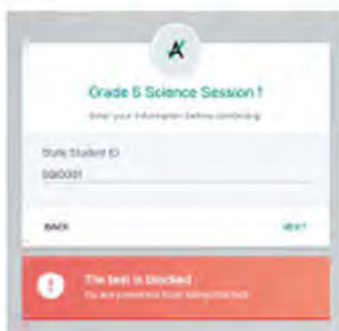 Grade 5 Science Session 1
Enter your information before continuing
State Student ID
BACK
NEXT
The test is blocked
You are prevented from taking this test